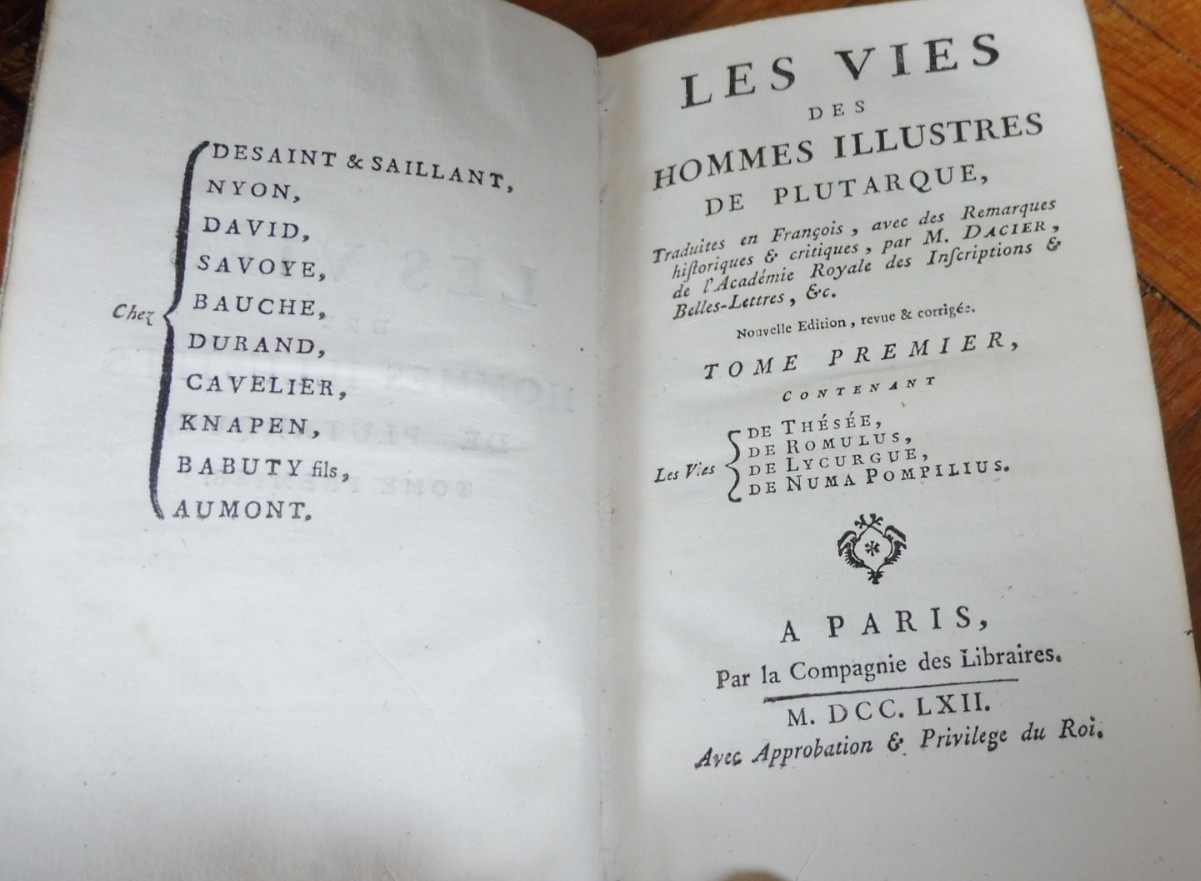 Chez
DESAINT & SAILLANT,
NYON,
DAVID,
SAVOYE,
BAUCHE,
DURAND,
CAVELIER,
KNAPEN,
BABUTY fils,
AUMONT.
LES VIES
DES
HOMMES ILLUSTRES
DE PLUTARQUE,
Traduites en François, avec des Remarques
hiſtoriques & critiques, par M. DACIER,
de l'Académie Royale des Inſcriptions &
Belles-Lettres, &c.
Nouvelle Edition, revue & corrigée.
TOME PREMIER,
CONTENANT
Les Vies
DE THÉSÉE,
DE ROMULUS,
DE LYCURGUE,
DE NUMA POMPILIUS.
A PARIS,
Par la Compagnie des Libraires.
M. DCC. LXII.
Avec Approbation & Privilege du Roi.